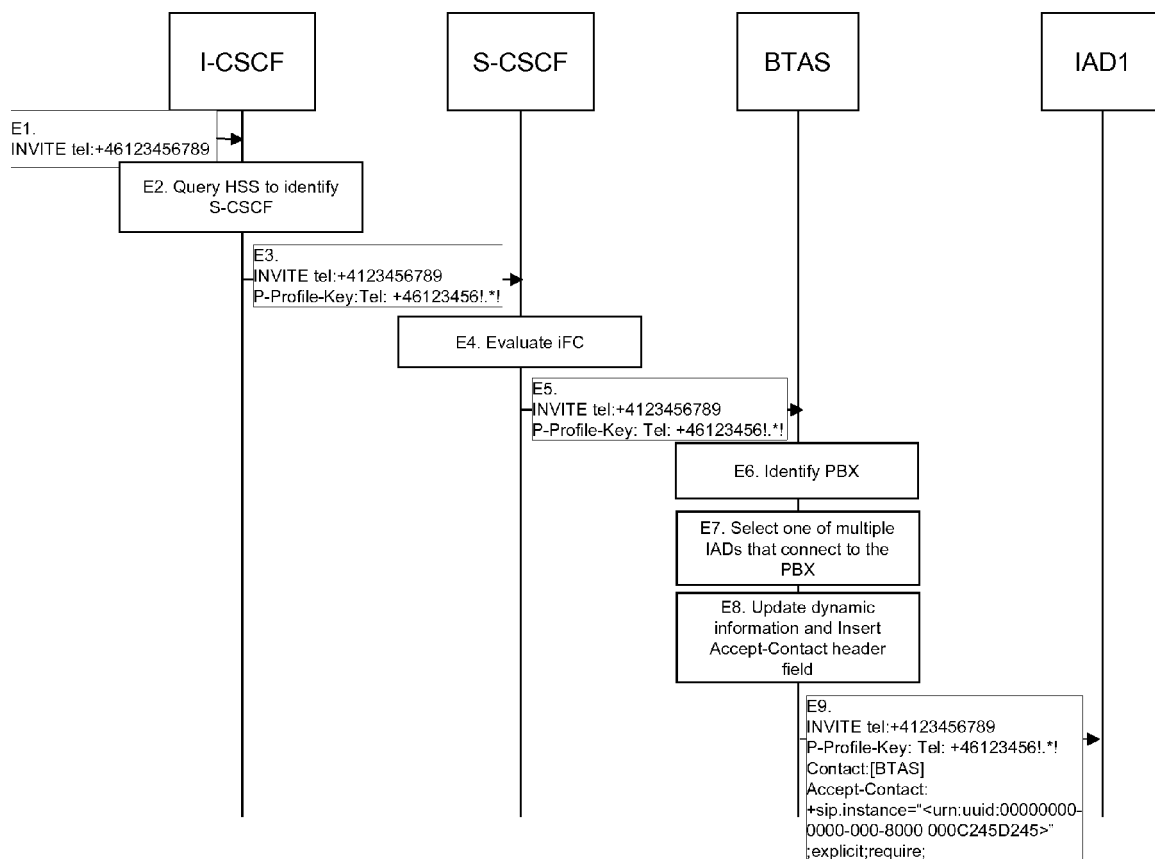 I-CSCF
S-CSCF
BTAS
IAD1
E1.
INVITE tel:+46123456789
E2. Query HSS to identify
S-CSCF
E3.
INVITE tel:+4123456789
P-Profile-Key:Tel: +46123456!.*!
E4. Evaluate iFC
E5.
INVITE tel:+4123456789
P-Profile-Key: Tel: +46123456!.*!
E6. Identify PBX
E7. Select one of multiple
IADs that connect to the
PBX
E8. Update dynamic
information and Insert
Accept-Contact header
field
E9.
INVITE tel:+4123456789
P-Profile-Key: Tel: +46123456!.*!
Contact:[BTAS]
Accept-Contact:
+sip.instance="<urn:uuid:00000000-
0000-000-8000 000C245D245>"
;explicit;require;